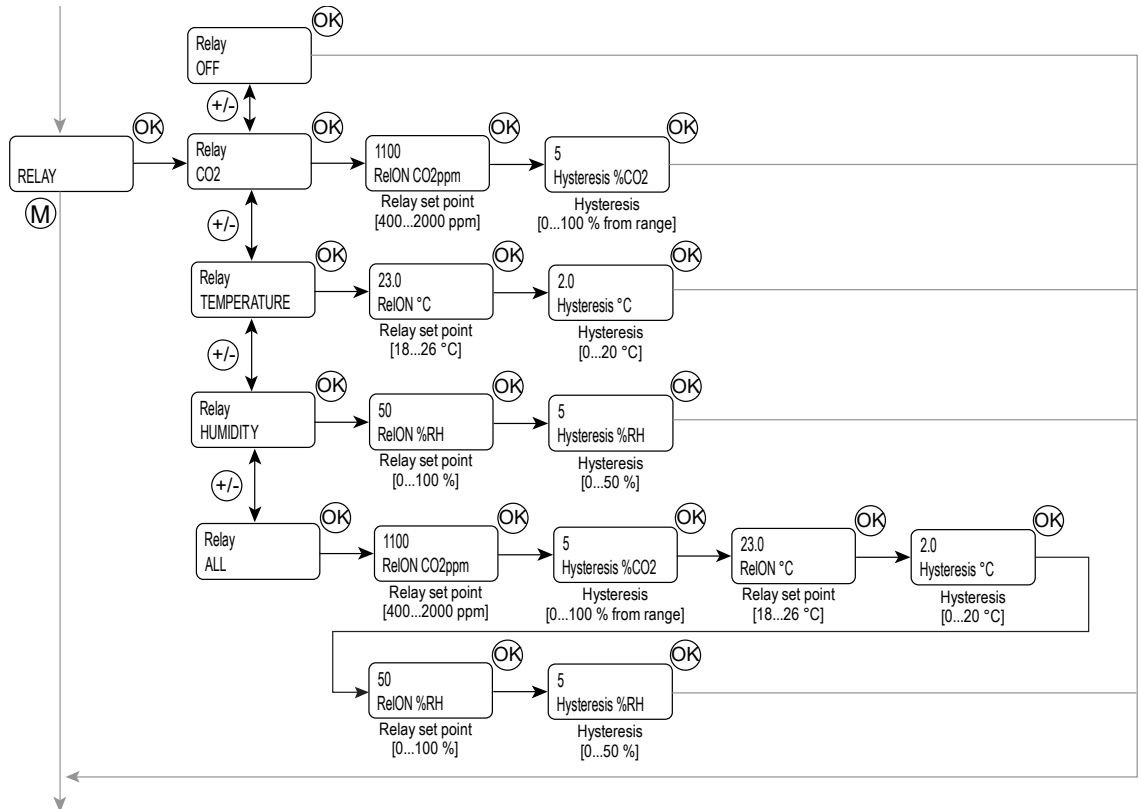 OK
Relay
OFF
+/-
OK
OK
OK
OK
RELAY
Relay
CO2
1100
RelON CO2ppm
5
Hysteresis %CO2
M
Relay set point
[400...2000 ppm]
Hysteresis
[0...100 % from range]
+/-
OK
OK
OK
Relay
TEMPERATURE
23.0
RelON °C
2.0
Hysteresis °C
Relay set point
[18...26 °C]
Hysteresis
[0...20 °C]
+/-
OK
OK
OK
Relay
HUMIDITY
50
RelON %RH
5
Hysteresis %RH
Relay set point
[0...100 %]
Hysteresis
[0...50 %]
+/-
OK
OK
OK
OK
OK
Relay
ALL
1100
RelON CO2ppm
5
Hysteresis %CO2
23.0
RelON °C
2.0
Hysteresis °C
Relay set point
[400...2000 ppm]
Hysteresis
[0...100 % from range]
Relay set point
[18...26 °C]
Hysteresis
[0...20 °C]
OK
OK
50
RelON %RH
5
Hysteresis %RH
Relay set point
[0...100 %]
Hysteresis
[0...50 %]